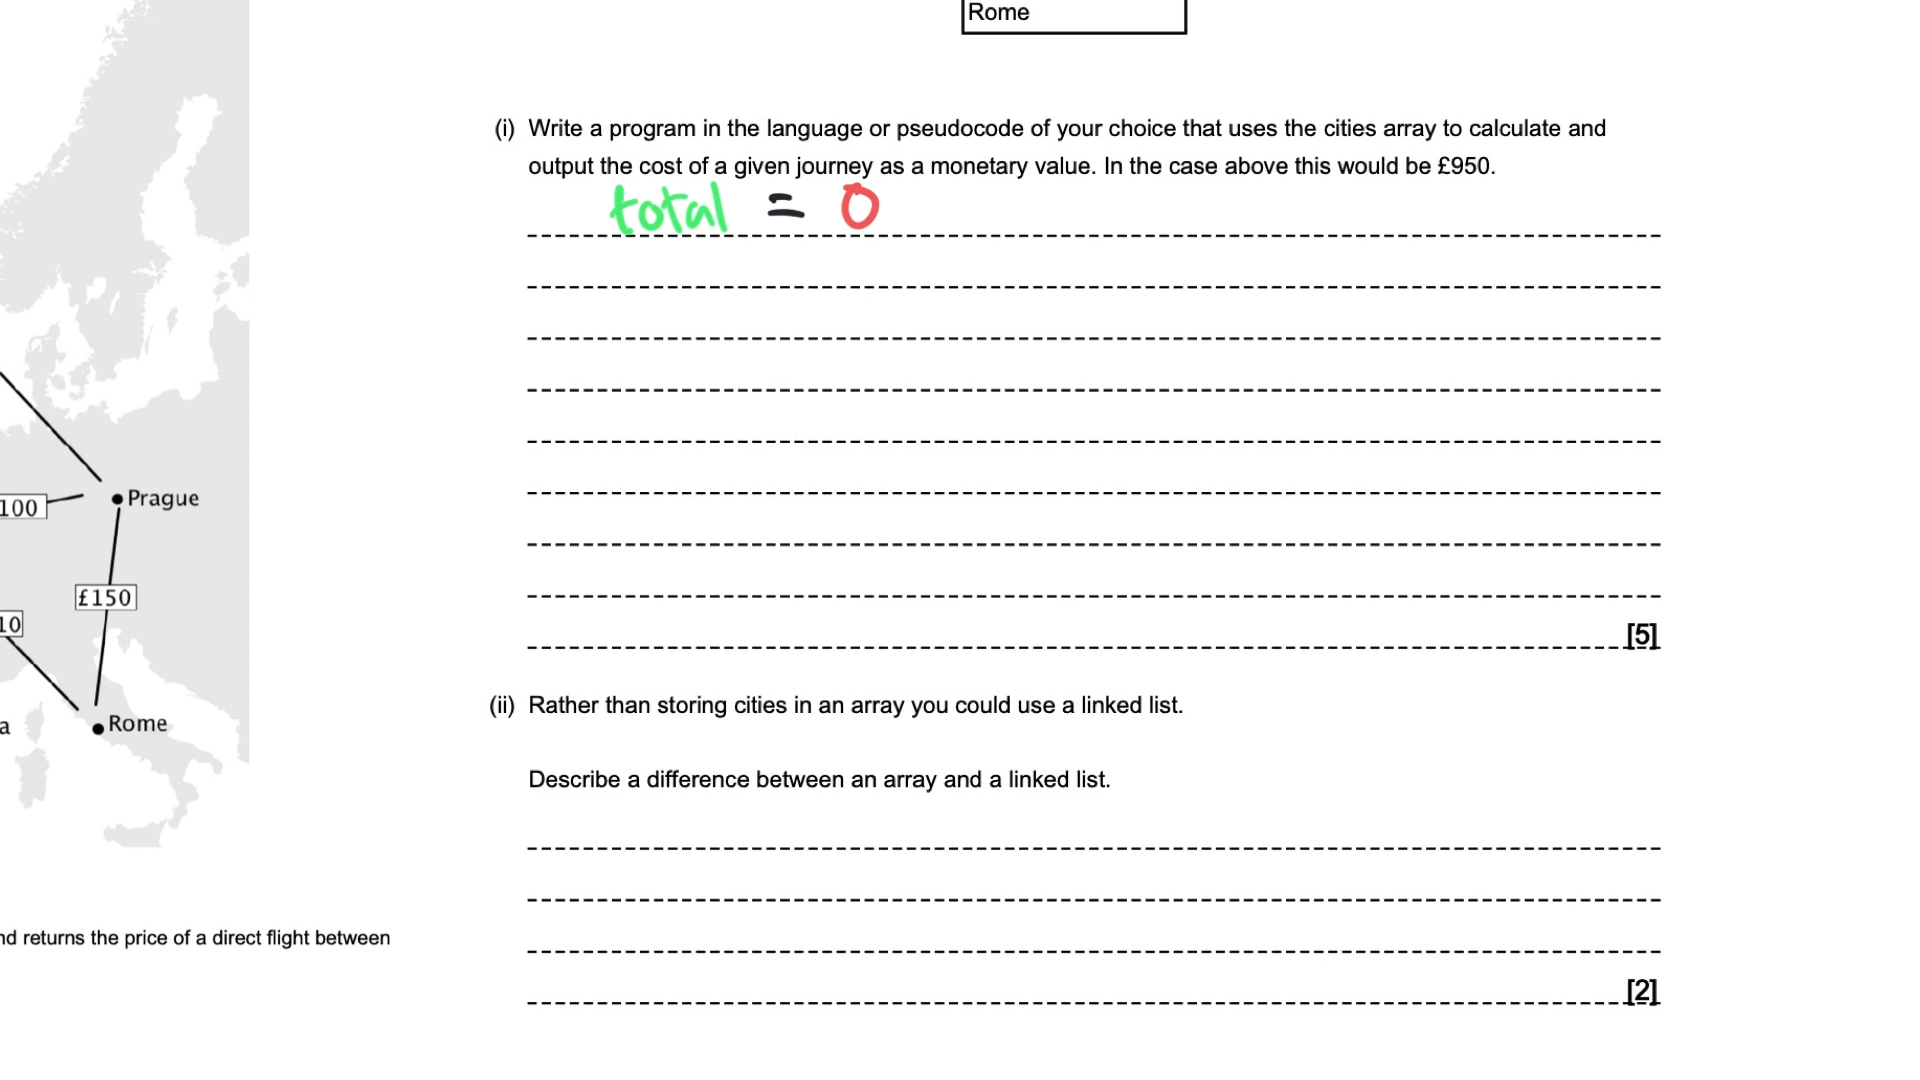 Rome
(i) Write a program in the language or pseudocode of your choice that uses the cities array to calculate and
output the cost of a given journey as a monetary value. In the case above this would be £950.
total = 0
[5]
(ii) Rather than storing cities in an array you could use a linked list.
Describe a difference between an array and a linked list.
[2]
100
Prague
£150
10
a
Rome
nd returns the price of a direct flight between